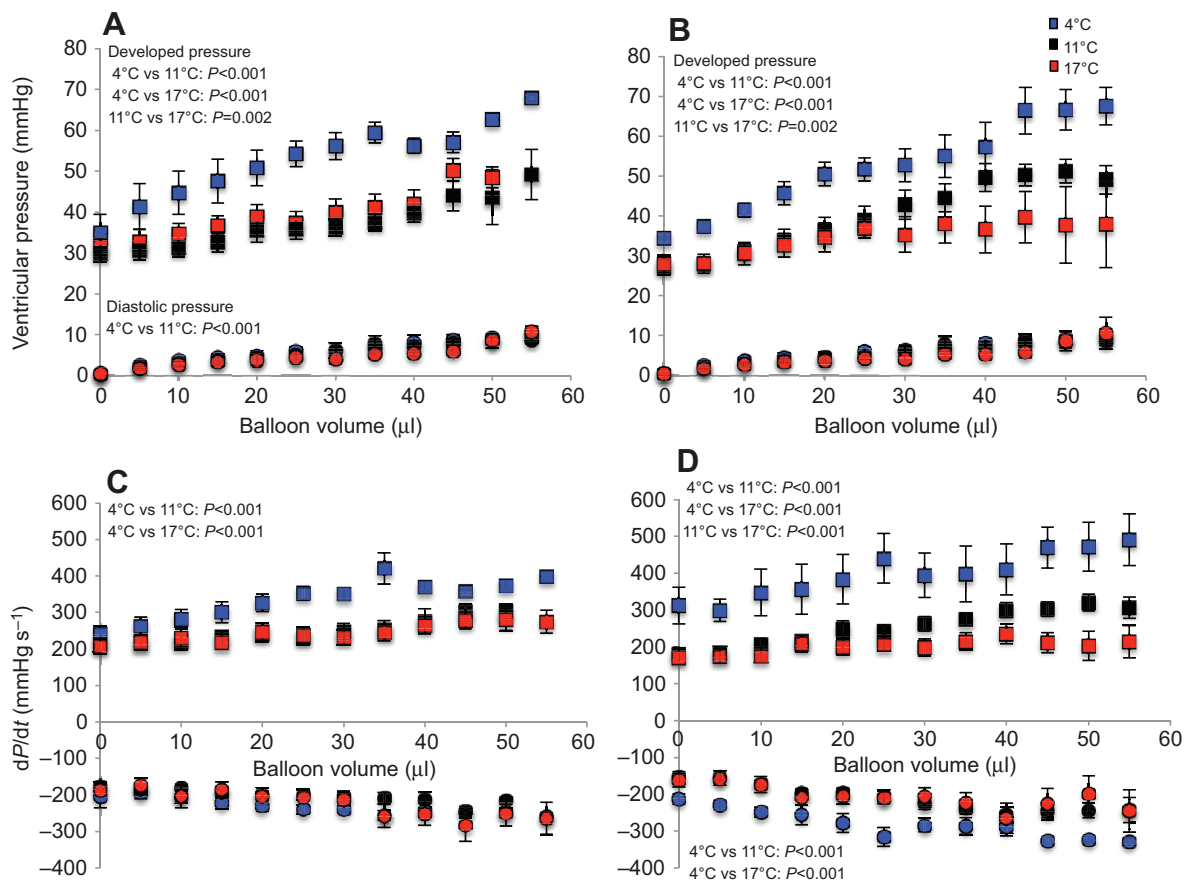 A
Developed pressure
4°C vs 11°C: P<0.001
4°C vs 17°C: P<0.001
11°C vs 17°C: P=0.002
Diastolic pressure
4°C vs 11°C: P<0.001
80
70
60
50
40
30
20
10
0
Ventricular pressure (mmHg)
0 10 20 30 40 50 60
Balloon volume (µl)
B
4°C
11°C
17°C
Developed pressure
4°C vs 11°C: P<0.001
4°C vs 17°C: P<0.001
11°C vs 17°C: P=0.002
80
70
60
50
40
30
20
10
0
0 10 20 30 40 50 60
Balloon volume (µl)
C
4°C vs 11°C: P<0.001
4°C vs 17°C: P<0.001
600
500
400
300
200
100
0
–100
–200
–300
–400
dP/dt (mmHg s⁻¹)
0 10 20 30 40 50 60
Balloon volume (µl)
D
4°C vs 11°C: P<0.001
4°C vs 17°C: P<0.001
11°C vs 17°C: P<0.001
600
500
400
300
200
100
0
–100
–200
–300
–400
0 10 20 30 40 50 60
Balloon volume (µl)
4°C vs 11°C: P<0.001
4°C vs 17°C: P<0.001